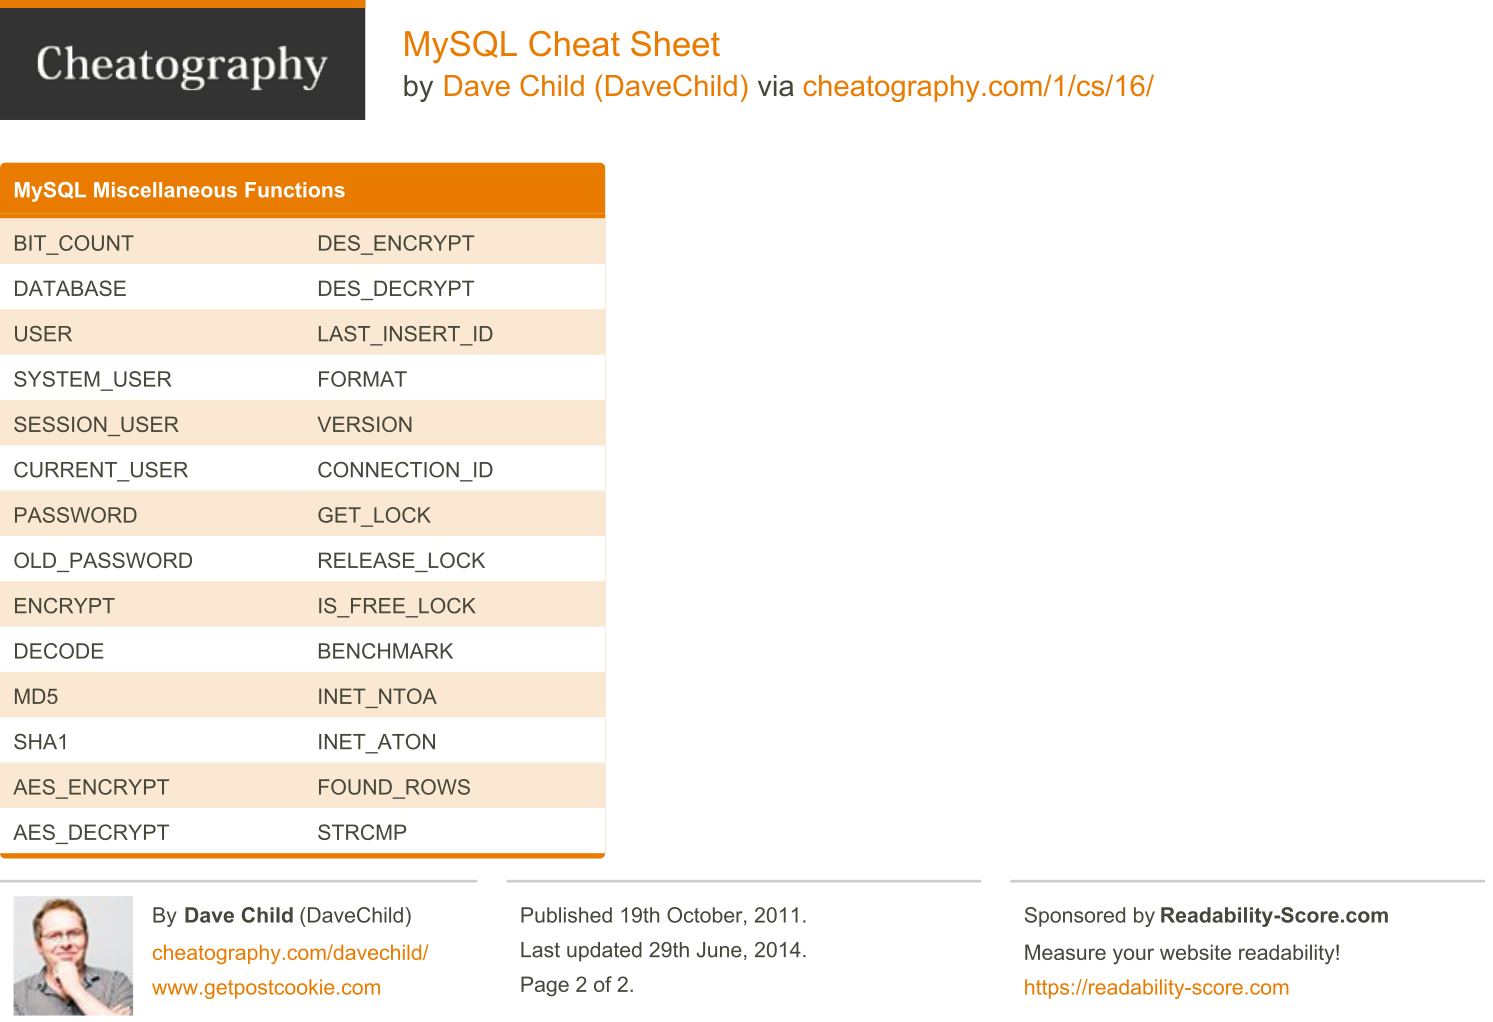 Cheatography
MySQL Cheat Sheet
by Dave Child (DaveChild) via cheatography.com/1/cs/16/
MySQL Miscellaneous Functions
BIT_COUNT DES_ENCRYPT
DATABASE DES_DECRYPT
USER LAST_INSERT_ID
SYSTEM_USER FORMAT
SESSION_USER VERSION
CURRENT_USER CONNECTION_ID
PASSWORD GET_LOCK
OLD_PASSWORD RELEASE_LOCK
ENCRYPT IS_FREE_LOCK
DECODE BENCHMARK
MD5 INET_NTOA
SHA1 INET_ATON
AES_ENCRYPT FOUND_ROWS
AES_DECRYPT STRCMP
By Dave Child (DaveChild)
cheatography.com/davechild/
www.getpostcookie.com
Published 19th October, 2011.
Last updated 29th June, 2014.
Page 2 of 2.
Sponsored by Readability-Score.com
Measure your website readability!
https://readability-score.com